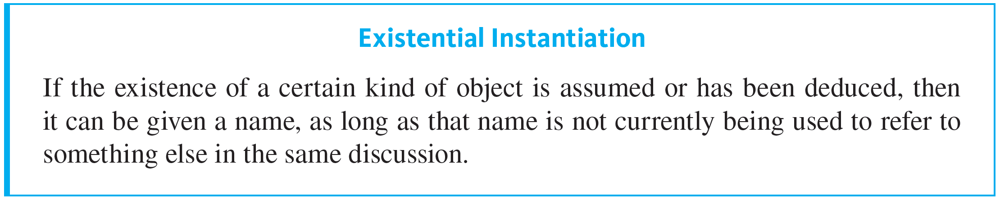 Existential Instantiation
If the existence of a certain kind of object is assumed or has been deduced, then
it can be given a name, as long as that name is not currently being used to refer to
something else in the same discussion.